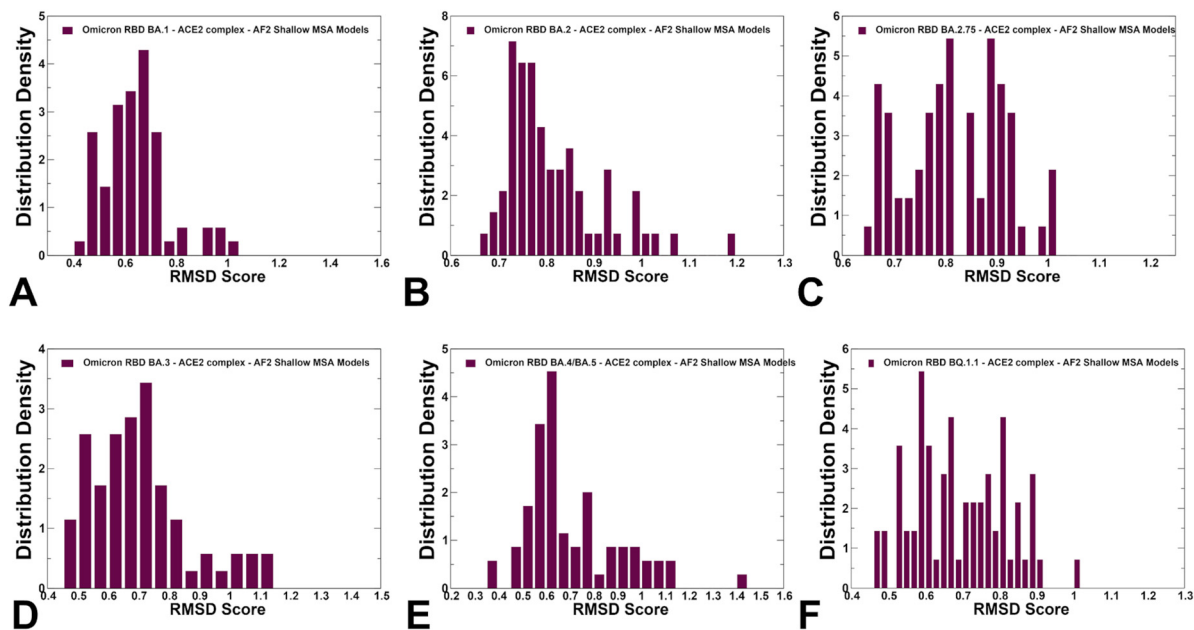 Omicron RBD BA.1 - ACE2 complex - AF2 Shallow MSA Models
Distribution Density
5
4
3
2
1
0
0.4 0.6 0.8 1 1.2 1.4 1.6
RMSD Score
A
Omicron RBD BA.2 - ACE2 complex - AF2 Shallow MSA Models
Distribution Density
8
6
4
2
0
0.6 0.7 0.8 0.9 1 1.1 1.2 1.3
RMSD Score
B
Omicron RBD BA.2.75 - ACE2 complex - AF2 Shallow MSA Models
Distribution Density
6
5
4
3
2
1
0
0.6 0.7 0.8 0.9 1 1.1 1.2
RMSD Score
C
Omicron RBD BA.3 - ACE2 complex - AF2 Shallow MSA Models
Distribution Density
4
3
2
1
0
0.4 0.5 0.6 0.7 0.8 0.9 1 1.1 1.2 1.3 1.4 1.5
RMSD Score
D
Omicron RBD BA.4/BA.5 - ACE2 complex - AF2 Shallow MSA Models
Distribution Density
5
4
3
2
1
0
0.2 0.3 0.4 0.5 0.6 0.7 0.8 0.9 1 1.1 1.2 1.3 1.4 1.5 1.6
RMSD Score
E
Omicron RBD BQ.1.1 - ACE2 complex - AF2 Shallow MSA Models
Distribution Density
6
5
4
3
2
1
0
0.4 0.5 0.6 0.7 0.8 0.9 1 1.1 1.2 1.3
RMSD Score
F